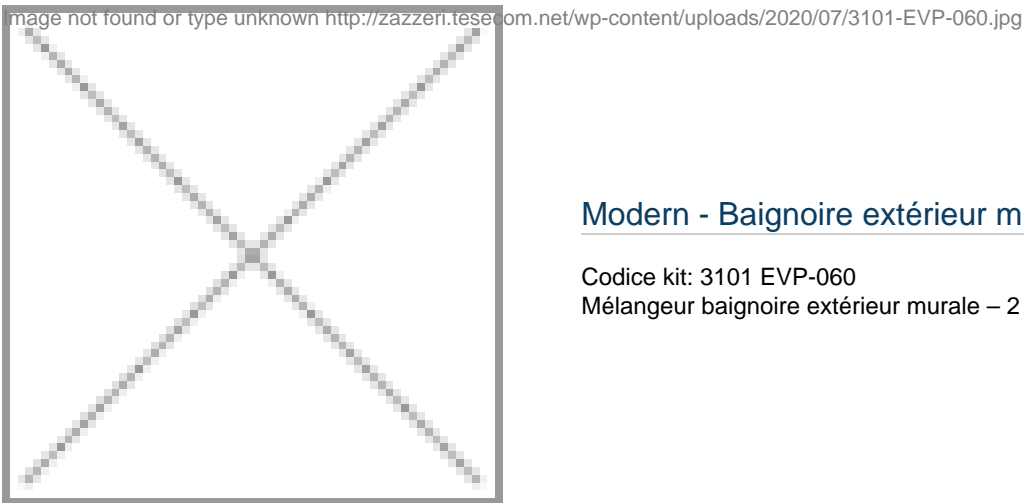 Image not found or type unknown http://zazzeri.tesecom.net/wp-content/uploads/2020/07/3101-EVP-060.jpg
Modern - Baignoire extérieur m
Codice kit: 3101 EVP-060
Mélangeur baignoire extérieur murale – 2